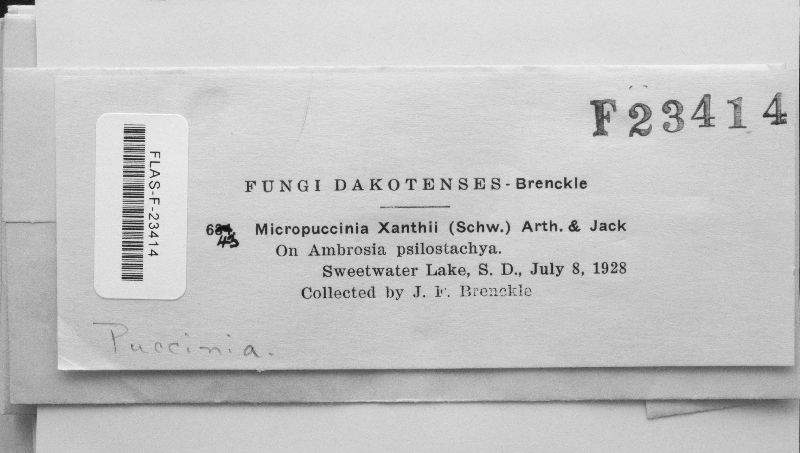 F23414
FLAS-F-23414
FUNGI DAKOTENSES - Brenckle
Micropuccinia Xanthii (Schw.) Arth. & Jack
On Ambrosia psilostachya.
Sweetwater Lake, S. D., July 8, 1928
Collected by J. F. Brenckle
Puccinia.